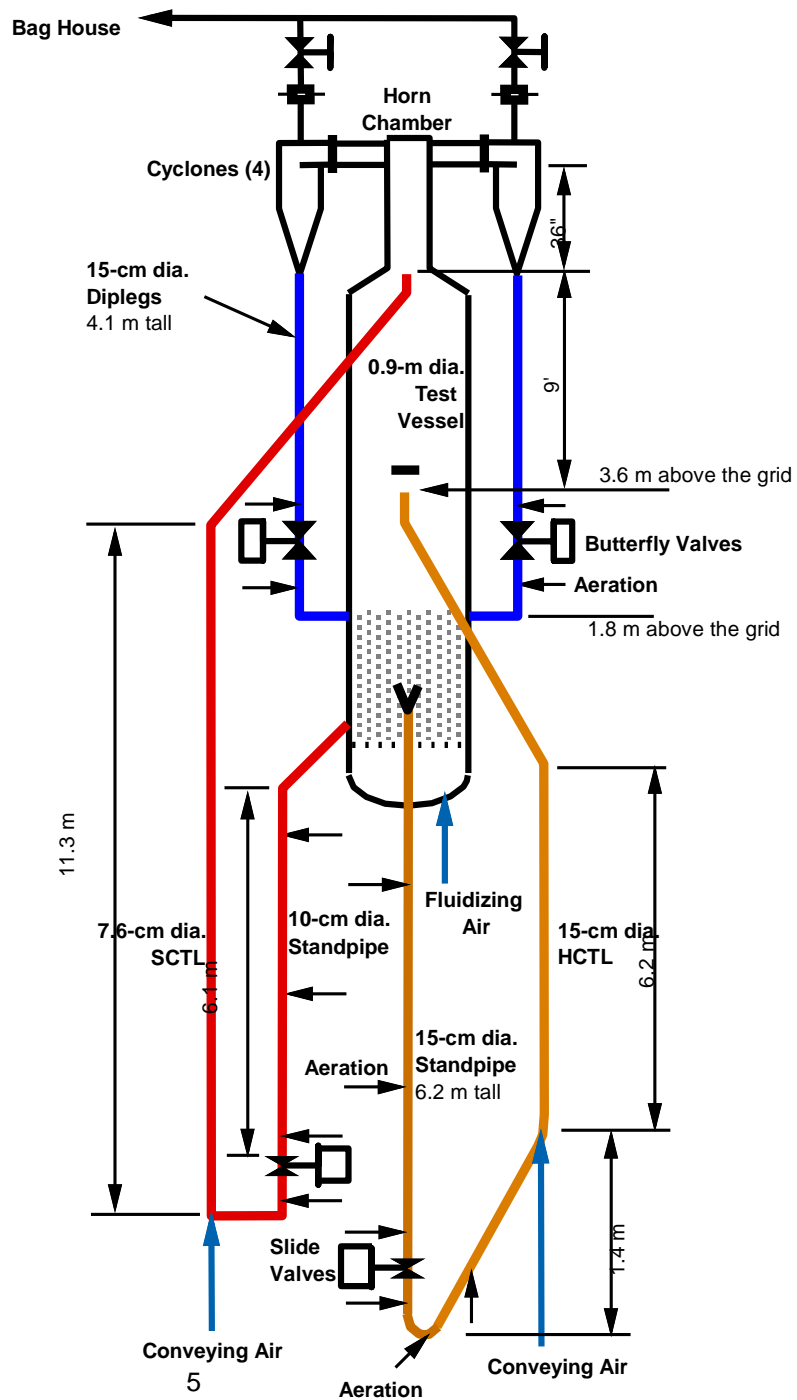 Bag House
Horn
Chamber
Cyclones (4)
36"
15-cm dia.
Diplegs
4.1 m tall
0.9-m dia.
Test
Vessel
9'
3.6 m above the grid
Butterfly Valves
Aeration
1.8 m above the grid
11.3 m
7.6-cm dia.
SCTL
6.1 m
10-cm dia.
Standpipe
Fluidizing
Air
15-cm dia.
HCTL
6.2 m
15-cm dia.
Standpipe
6.2 m tall
Aeration
Slide
Valves
1.4 m
Conveying Air
5
Aeration
Conveying Air